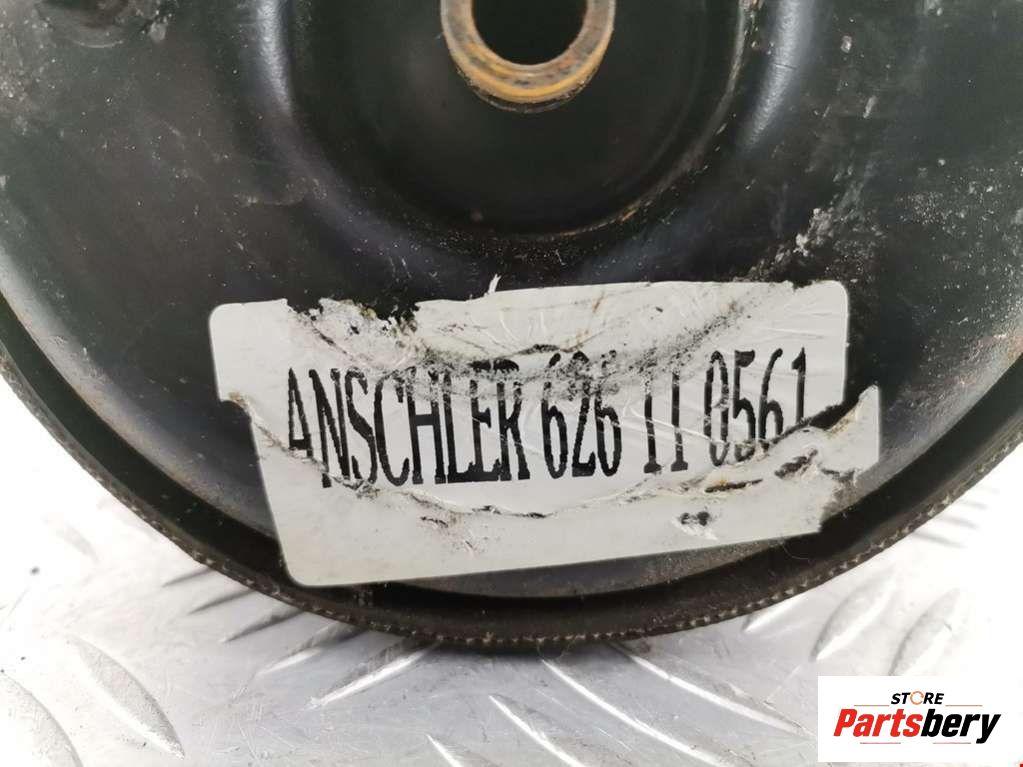 ANSCHLER 626 11 0561
STORE
Partsbery